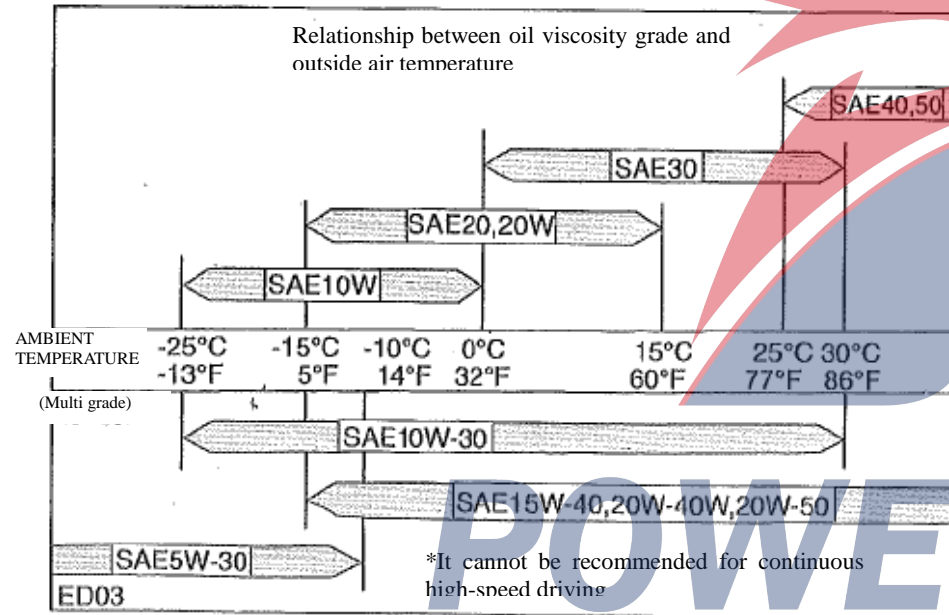 Relationship between oil viscosity grade and
outside air temperature
SAE40,50
SAE30
SAE20,20W
SAE10W
AMBIENT
TEMPERATURE
-25°C -15°C -10°C 0°C 15°C 25°C 30°C
-13°F 5°F 14°F 32°F 60°F 77°F 86°F
(Multi grade)
SAE10W-30
SAE15W-40,20W-40W,20W-50
SAE5W-30
*It cannot be recommended for continuous
high-speed driving
ED03
POWE